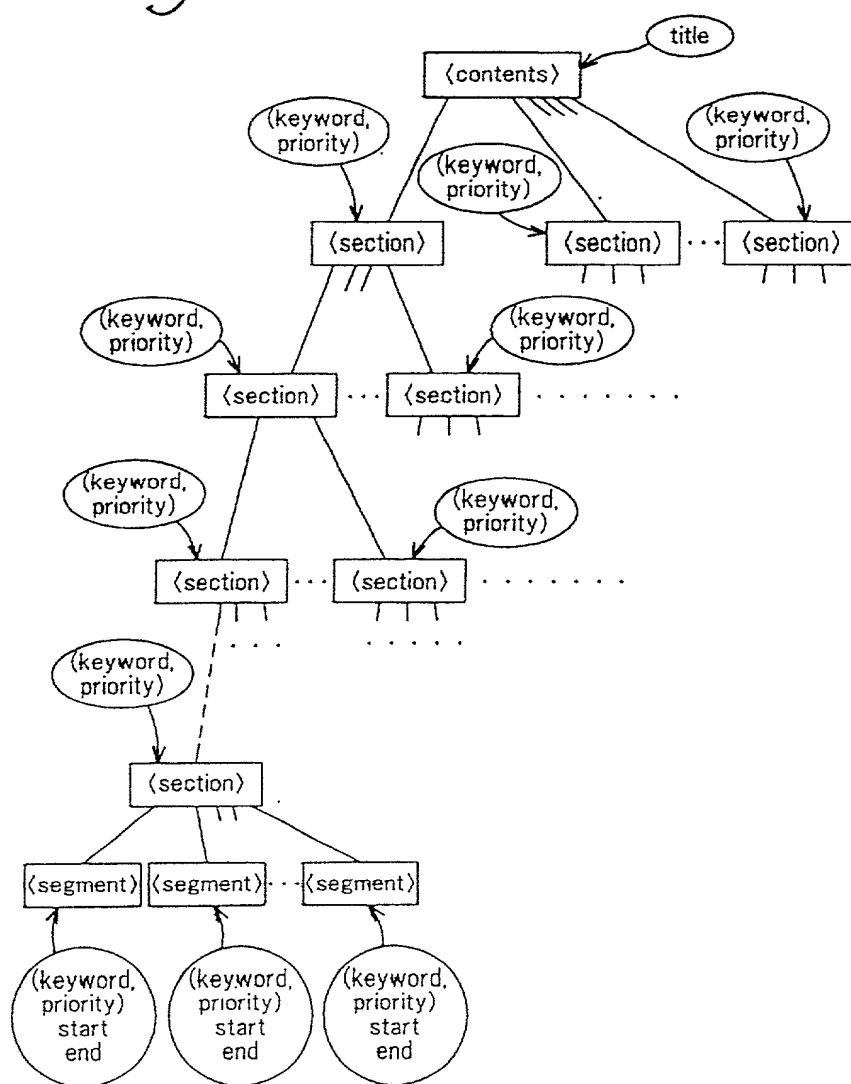 title
〈contents〉
(keyword,
priority)
(keyword,
priority)
(keyword,
priority)
〈section〉
〈section〉
...
〈section〉
(keyword,
priority)
(keyword,
priority)
〈section〉
...
〈section〉
.......
(keyword,
priority)
(keyword,
priority)
〈section〉
...
〈section〉
.......
....
.....
(keyword,
priority)
〈section〉
〈segment〉
〈segment〉
...
〈segment〉
(keyword,
priority)
start
end
(keyword,
priority)
start
end
(keyword,
priority)
start
end